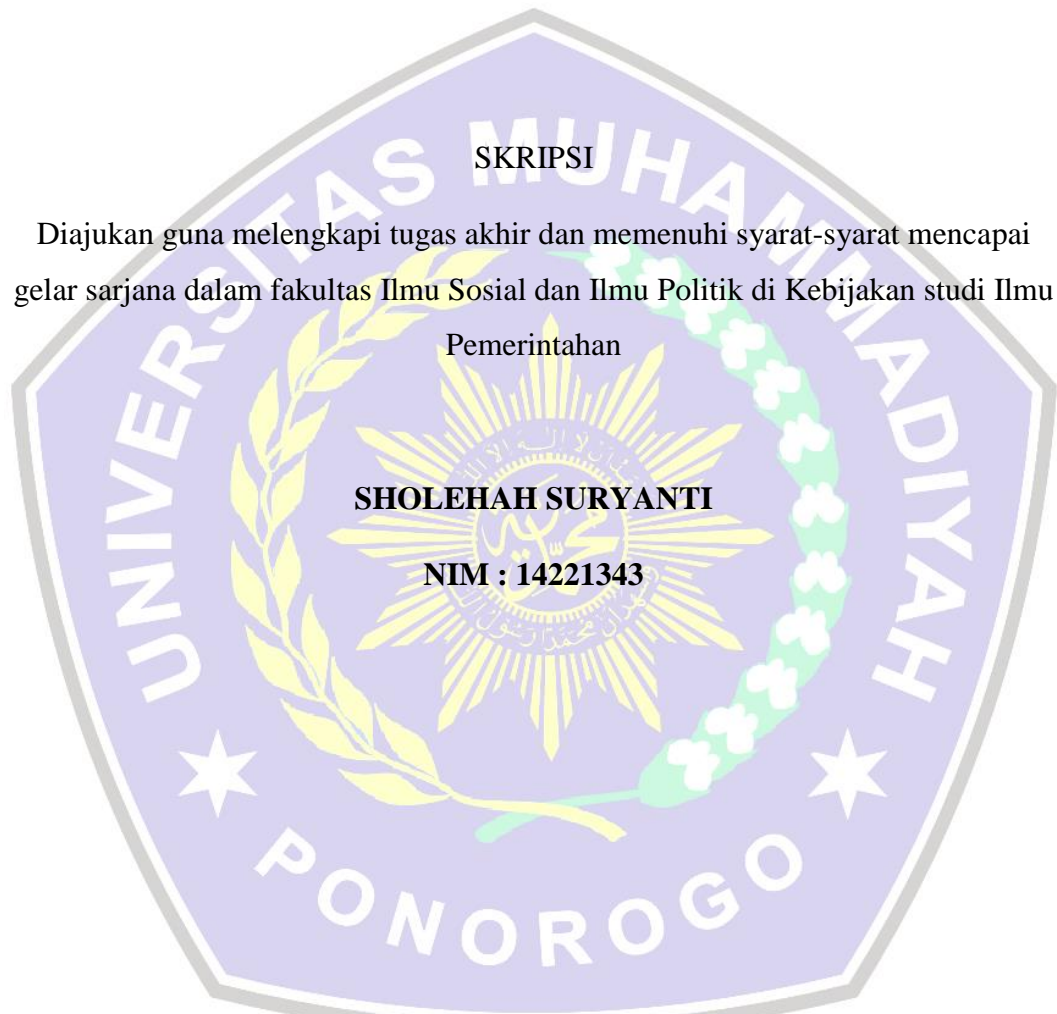 UNIVERSITAS MUHAMMADIYAH
SKRIPSI
Diajukan guna melengkapi tugas akhir dan memenuhi syarat-syarat mencapai
gelar sarjana dalam fakultas Ilmu Sosial dan Ilmu Politik di Kebijakan studi Ilmu
Pemerintahan
SHOLEHAH SURYANTI
NIM : 14221343
PONOROGO